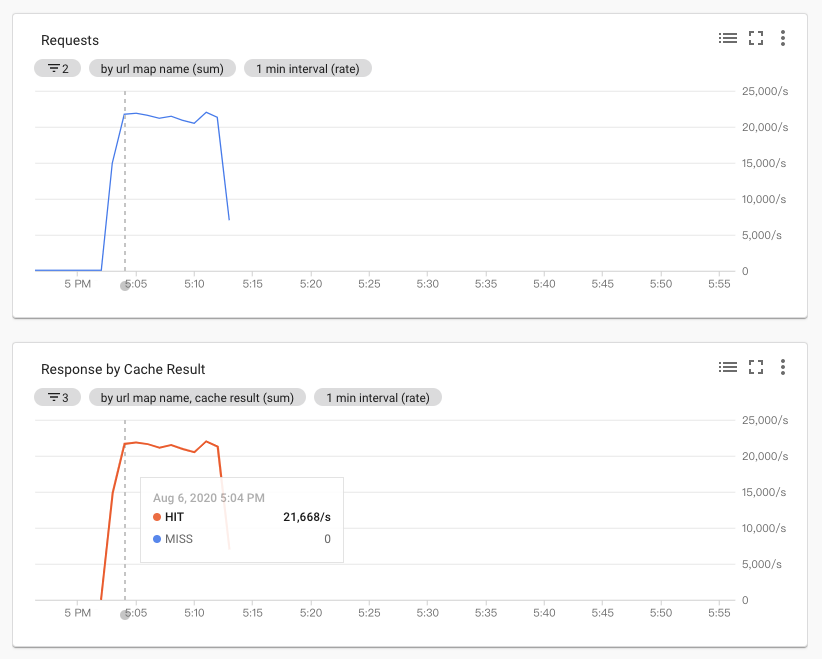 Requests
2 by url map name (sum) 1 min interval (rate)
25,000/s
20,000/s
15,000/s
10,000/s
5,000/s
0
5 PM 5:05 5:10 5:15 5:20 5:25 5:30 5:35 5:40 5:45 5:50 5:55
Response by Cache Result
3 by url map name, cache result (sum) 1 min interval (rate)
25,000/s
20,000/s
15,000/s
10,000/s
5,000/s
0
Aug 6, 2020 5:04 PM
HIT 21,668/s
MISS 0
5 PM 5:05 5:10 5:15 5:20 5:25 5:30 5:35 5:40 5:45 5:50 5:55